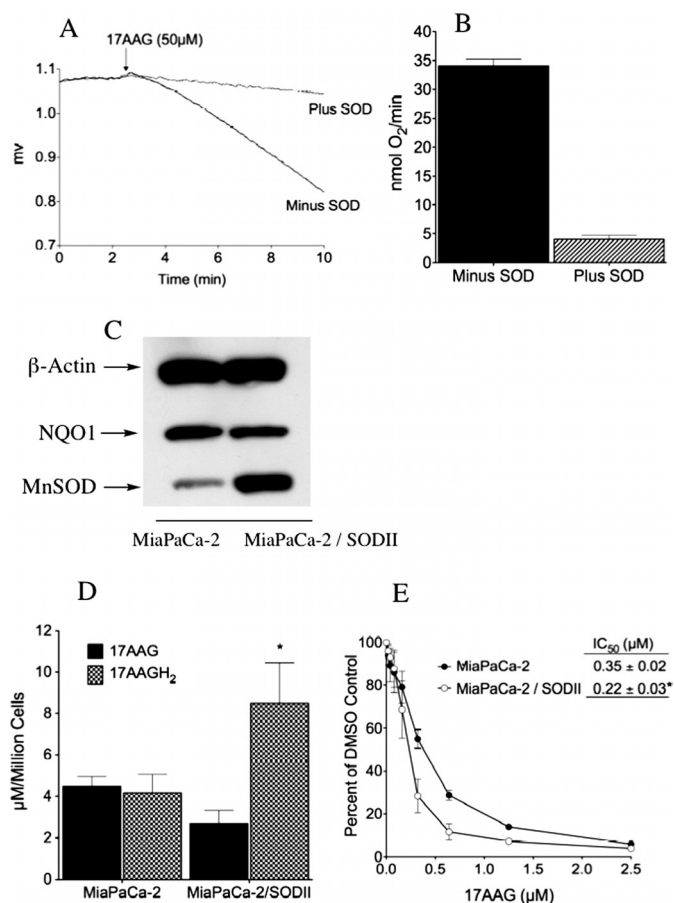 A
17AAG (50µM)
1.1
1.0
0.9
0.8
0.7
mv
Plus SOD
Minus SOD
0 2 4 6 8 10
Time (min)
B
40
35
30
25
20
15
10
5
0
nmol O₂/min
Minus SOD Plus SOD
C
β-Actin
NQO1
MnSOD
MiaPaCa-2 MiaPaCa-2 / SODII
D
12
10
8
6
4
2
0
µM/Million Cells
17AAG
17AAGH₂
*
MiaPaCa-2 MiaPaCa-2/SODII
E
100
80
60
40
20
0
Percent of DMSO Control
IC₅₀ (µM)
MiaPaCa-2 0.35 ± 0.02
MiaPaCa-2 / SODII 0.22 ± 0.03*
0.0 0.5 1.0 1.5 2.0 2.5
17AAG (µM)